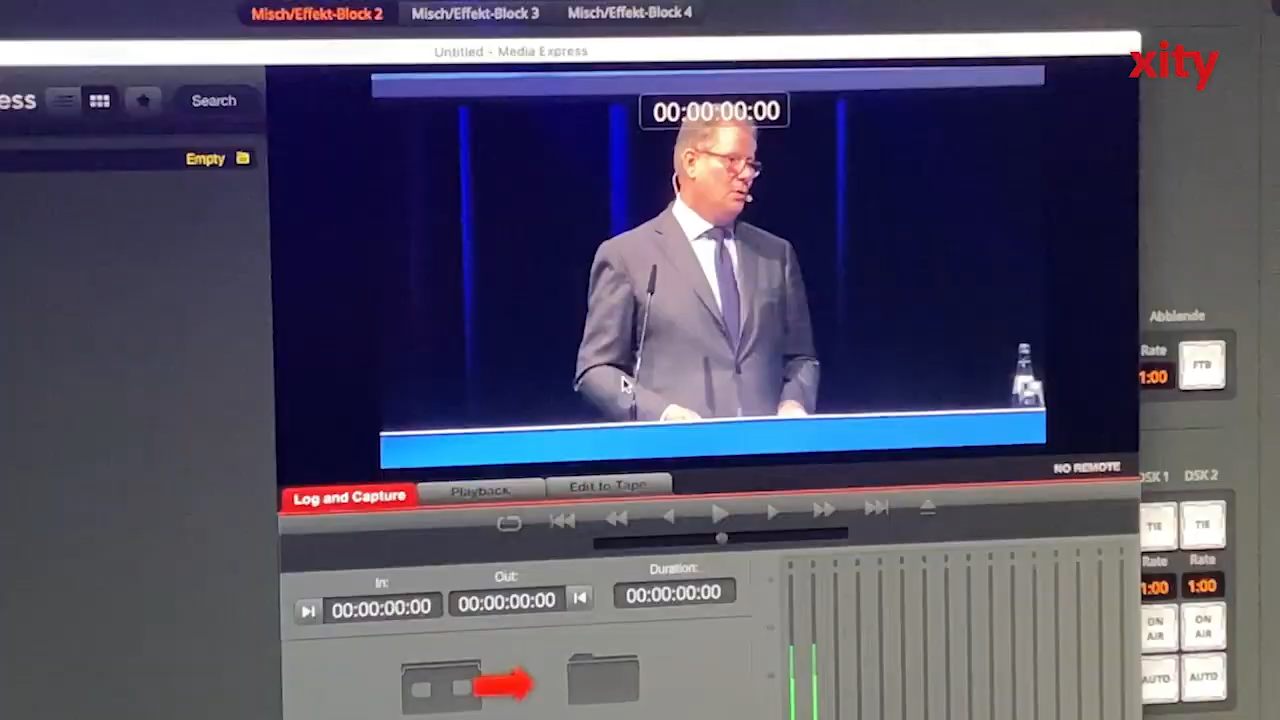 Misch/Effekt-Block 2 Misch/Effekt-Block 3 Misch/Effekt-Block 4
Untitled - Media Express
xity
ess Search
00:00:00:00
Empty
Abblende
Rate
1:00 FTB
NO REMOTE
Log and Capture Playback Edit to Tape
DSK 1 DSK 2
TIE TIE
In: Out: Duration:
00:00:00:00 00:00:00:00 00:00:00:00
Rate Rate
1:00 1:00
ON AIR ON AIR
AUTO AUTO